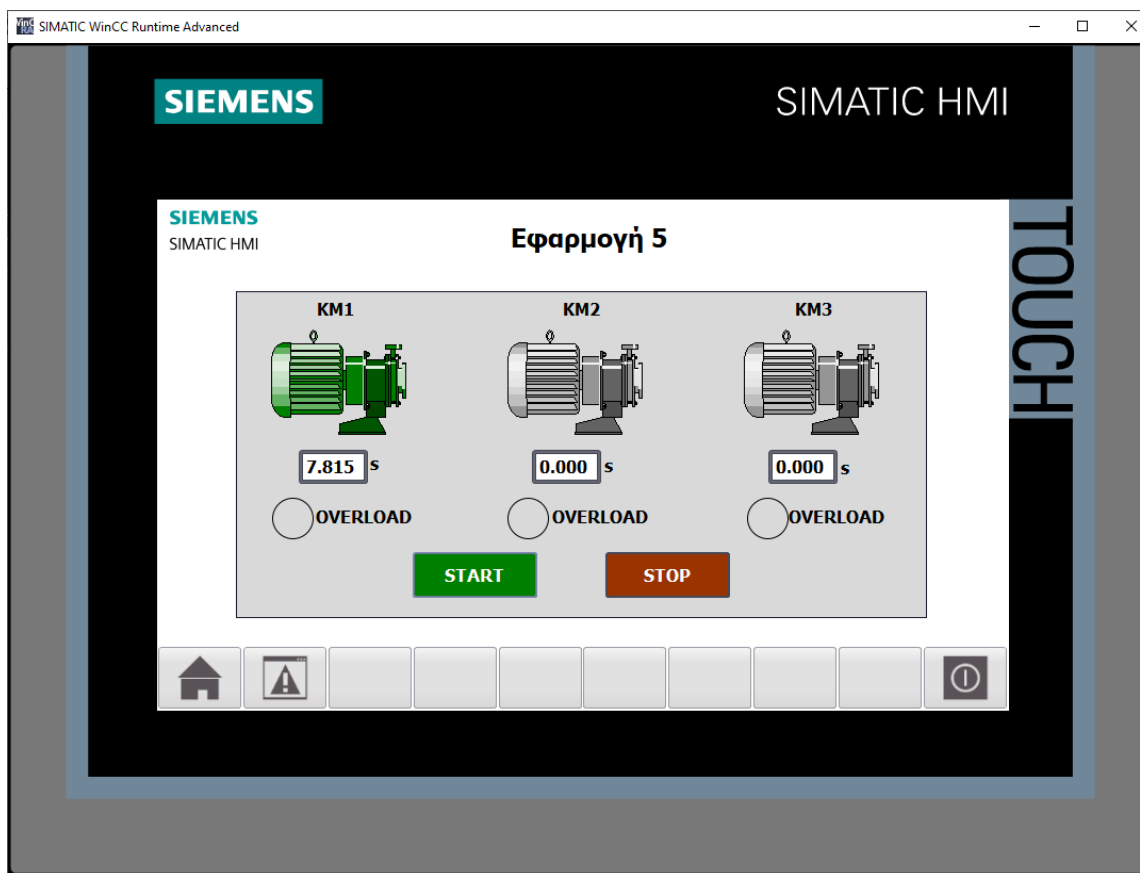 SIMATIC WinCC Runtime Advanced
SIEMENS
SIMATIC HMI
TOUCH
SIEMENS
SIMATIC HMI
Εφαρμογή 5
KM1 KM2 KM3
7.815 s 0.000 s 0.000 s
OVERLOAD OVERLOAD OVERLOAD
START STOP